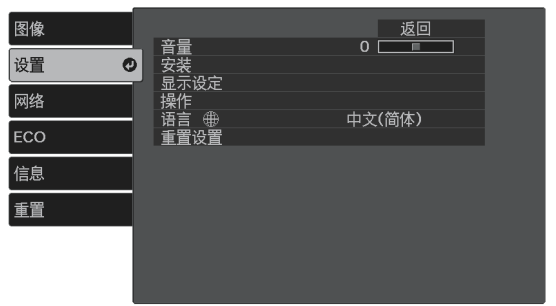 图像
设置
网络
ECO
信息
重置
返回
音量 0
安装
显示设定
操作
语言 中文(简体)
重置设置